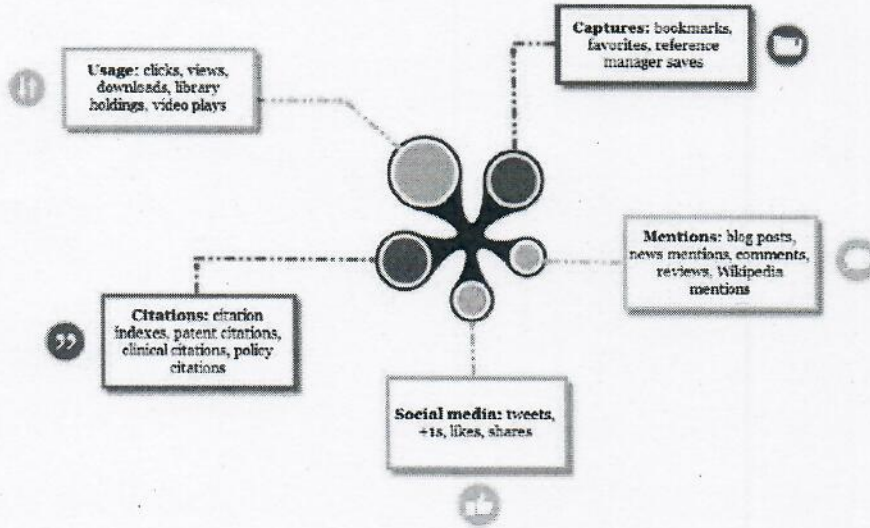 Captures: bookmarks,
favorites, reference
manager saves
Usage: clicks, views,
downloads, library
holdings, video plays
Mentions: blog posts,
news mentions, comments,
reviews, Wikipedia
mentions
Citations: citation
indexes, patent citations,
clinical citations, policy
citations
Social media: tweets,
+1s, likes, shares